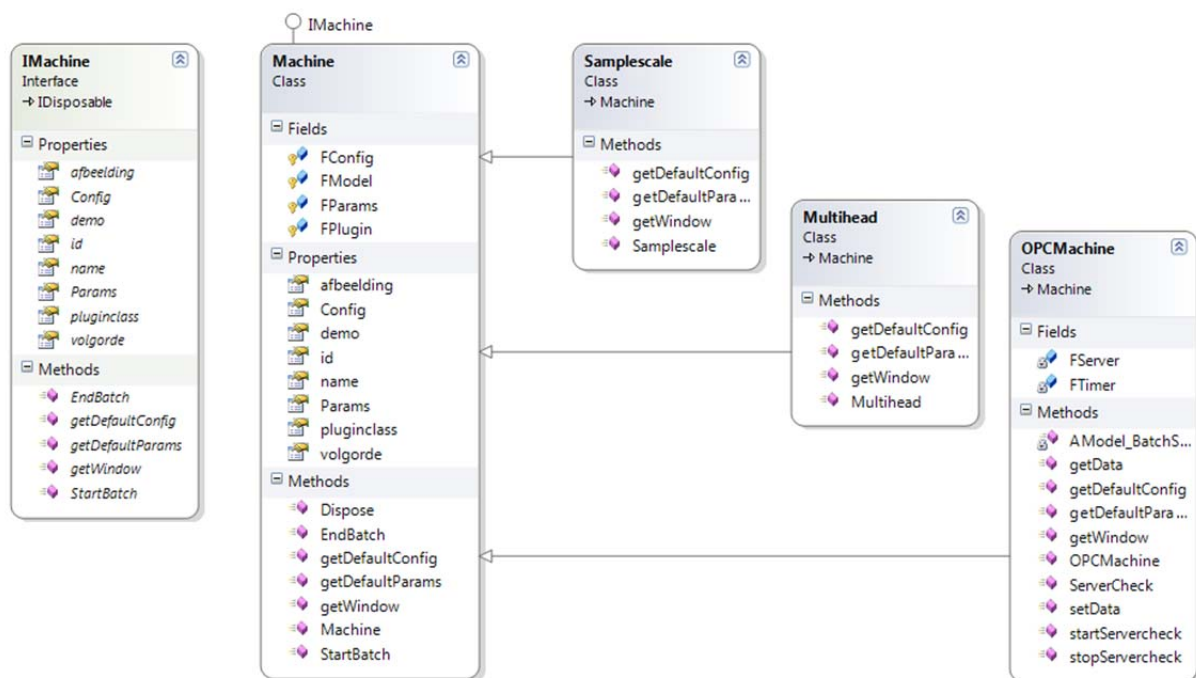 IMachine
IMachine
Interface
IDisposable
Properties
afbeelding
Config
demo
id
name
Params
pluginclass
volgorde
Methods
EndBatch
getDefaultConfig
getDefaultParams
getWindow
StartBatch
Machine
Class
Fields
FConfig
FModel
FParams
FPlugin
Properties
afbeelding
Config
demo
id
name
Params
pluginclass
volgorde
Methods
Dispose
EndBatch
getDefaultConfig
getDefaultParams
getWindow
Machine
StartBatch
Samplescale
Class
Machine
Methods
getDefaultConfig
getDefaultPara...
getWindow
Samplescale
Multihead
Class
Machine
Methods
getDefaultConfig
getDefaultPara...
getWindow
Multihead
OPCMachine
Class
Machine
Fields
FServer
FTimer
Methods
AModel_BatchS...
getData
getDefaultConfig
getDefaultPara...
getWindow
OPCMachine
ServerCheck
setData
startServercheck
stopServercheck